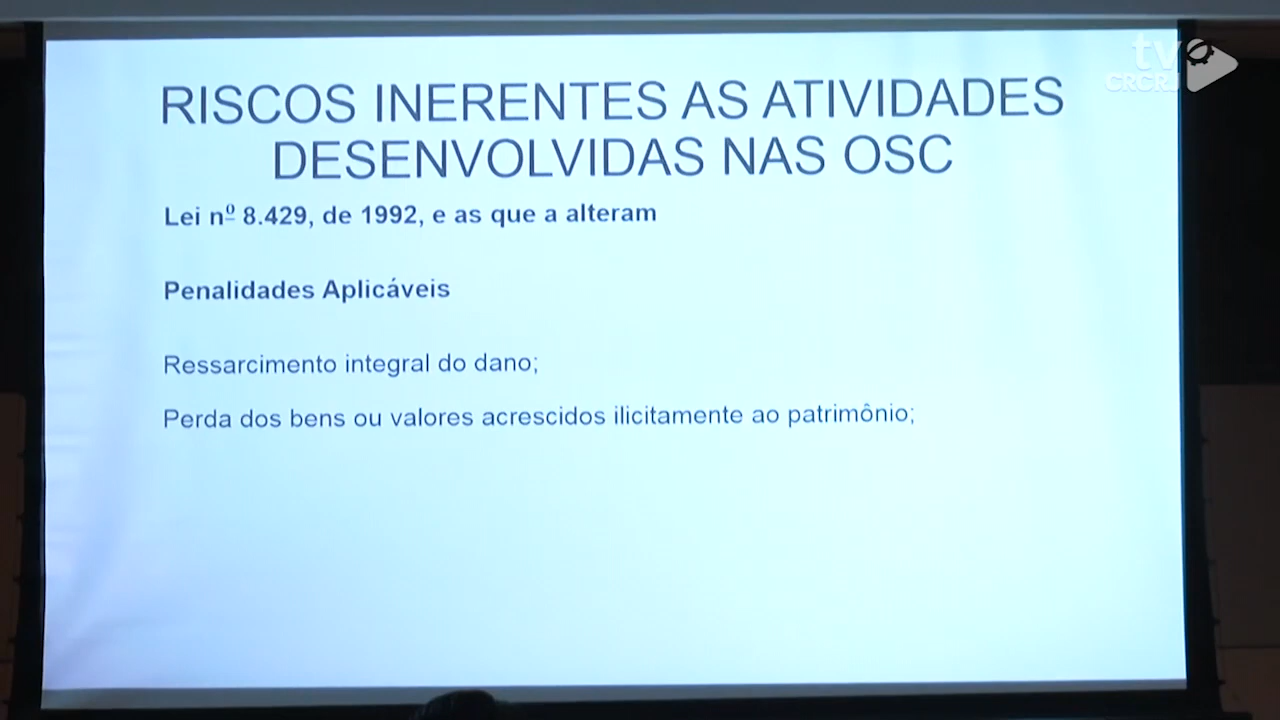 tv
CRCRJ
RISCOS INERENTES AS ATIVIDADES
DESENVOLVIDAS NAS OSC
Lei nº 8.429, de 1992, e as que a alteram
Penalidades Aplicáveis
Ressarcimento integral do dano;
Perda dos bens ou valores acrescidos ilicitamente ao patrimônio;